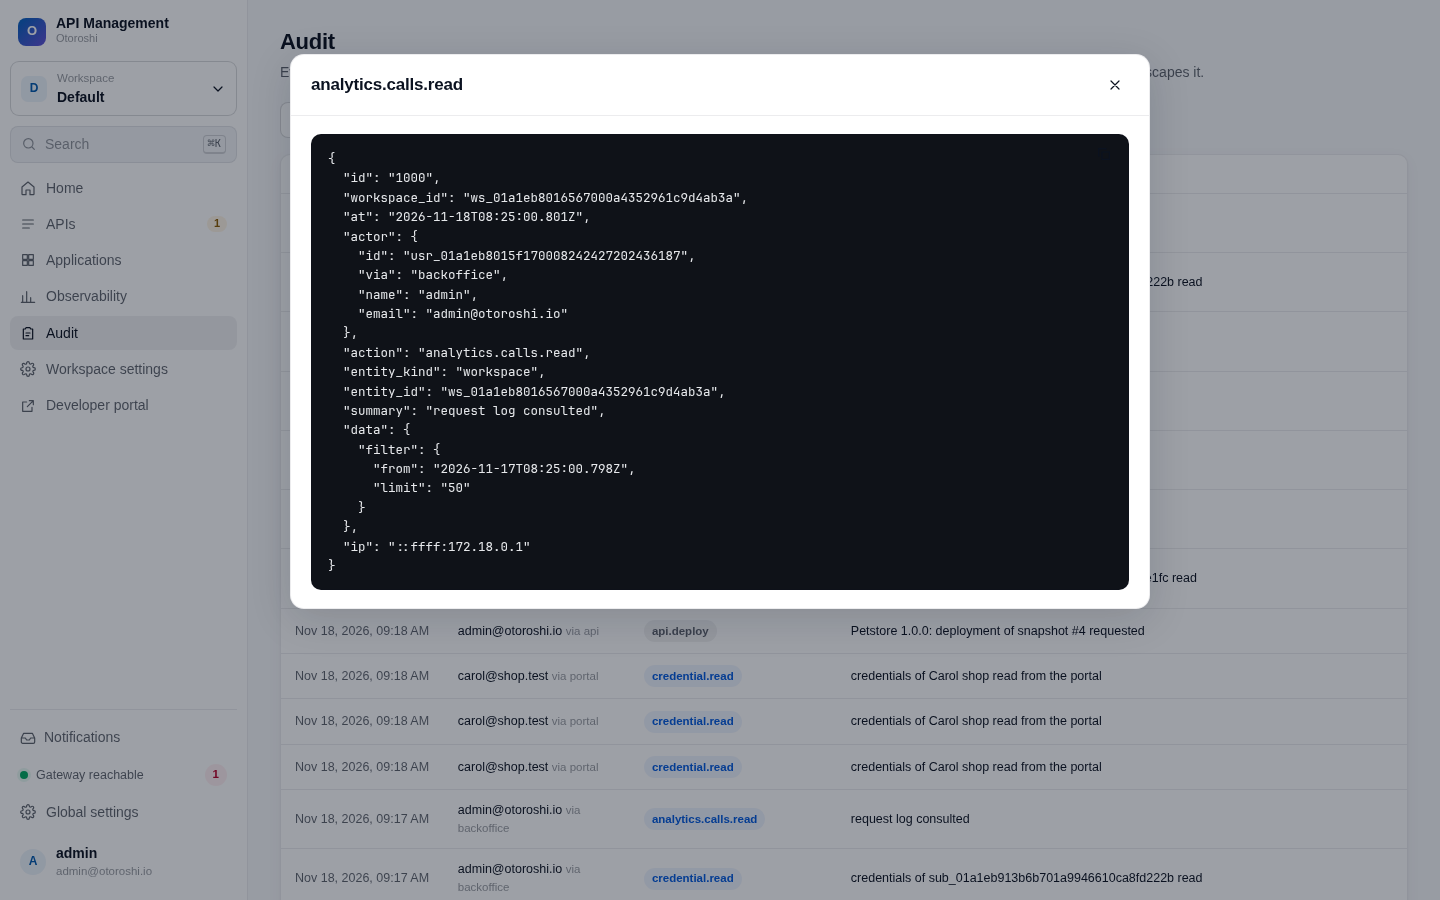 API Management
Otoroshi
D
Workspace
Default
Search
⌘K
Home
APIs
1
Applications
Observability
Audit
Workspace settings
Developer portal
Notifications
Gateway reachable
1
Global settings
A
admin
admin@otoroshi.io
O
Audit
E
scapes it.
analytics.calls.read
{
"id": "1000",
"workspace_id": "ws_01a1eb8016567000a4352961c9d4ab3a",
"at": "2026-11-18T08:25:00.801Z",
"actor": {
"id": "usr_01a1eb8015f170008242427202436187",
"via": "backoffice",
"name": "admin",
"email": "admin@otoroshi.io"
},
"action": "analytics.calls.read",
"entity_kind": "workspace",
"entity_id": "ws_01a1eb8016567000a4352961c9d4ab3a",
"summary": "request log consulted",
"data": {
"filter": {
"from": "2026-11-17T08:25:00.798Z",
"limit": "50"
}
},
"ip": "::ffff:172.18.0.1"
}
222b read
e1fc read
Nov 18, 2026, 09:18 AM admin@otoroshi.io via api api.deploy Petstore 1.0.0: deployment of snapshot #4 requested
Nov 18, 2026, 09:18 AM carol@shop.test via portal credential.read credentials of Carol shop read from the portal
Nov 18, 2026, 09:18 AM carol@shop.test via portal credential.read credentials of Carol shop read from the portal
Nov 18, 2026, 09:18 AM carol@shop.test via portal credential.read credentials of Carol shop read from the portal
Nov 18, 2026, 09:17 AM admin@otoroshi.io via backoffice analytics.calls.read request log consulted
Nov 18, 2026, 09:17 AM admin@otoroshi.io via backoffice credential.read credentials of sub_01a1eb913b6b701a9946610ca8fd222b read